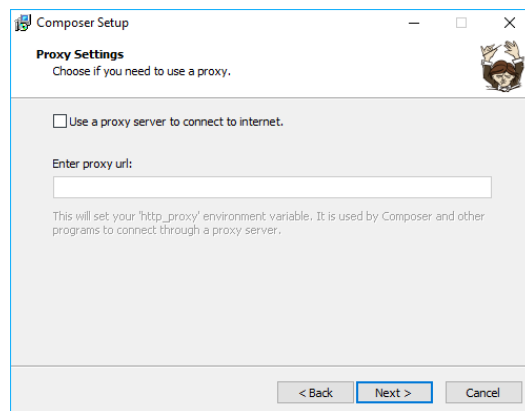 Composer Setup
Proxy Settings
Choose if you need to use a proxy.
Use a proxy server to connect to internet.
Enter proxy url:
This will set your 'http_proxy' environment variable. It is used by Composer and other
programs to connect through a proxy server.
< Back Next > Cancel